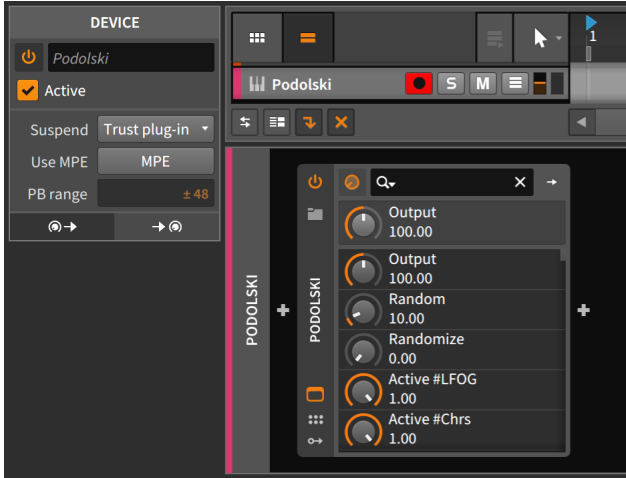 DEVICE
Podolski
Active
Suspend Trust plug-in
Use MPE MPE
PB range ±48
1
Podolski
S M
PODOLSKI
PODOLSKI
Output
100.00
Output
100.00
Random
10.00
Randomize
0.00
Active #LFOG
1.00
Active #Chrs
1.00